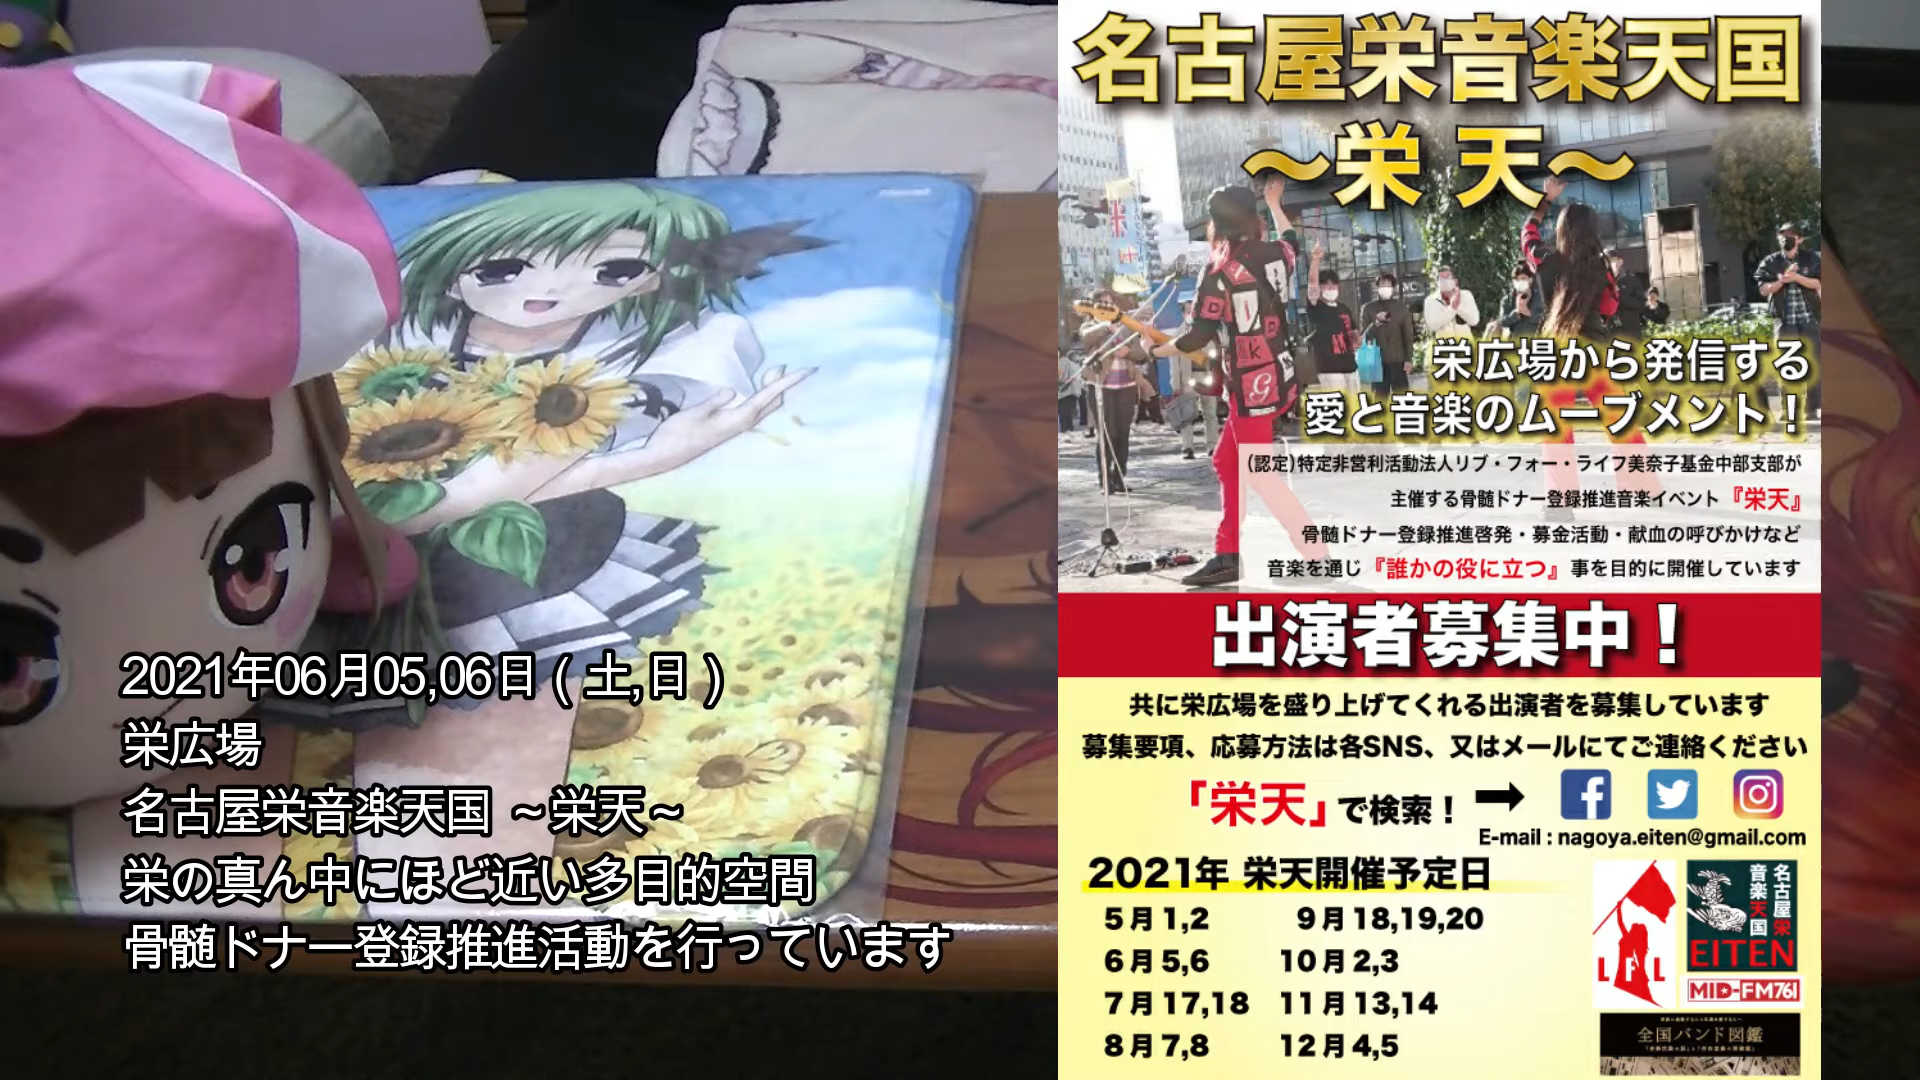 2021年06月05,06日（土,日）
栄広場
名古屋栄音楽天国 ～栄天～
栄の真ん中にほど近い多目的空間
骨髄ドナー登録推進活動を行っています
名古屋栄音楽天国
～栄 天～
栄広場から発信する
愛と音楽のムーブメント！
(認定)特定非営利活動法人リブ・フォー・ライフ美奈子基金中部支部が
主催する骨髄ドナー登録推進音楽イベント『栄天』
骨髄ドナー登録推進啓発・募金活動・献血の呼びかけなど
音楽を通じ『誰かの役に立つ』事を目的に開催しています
出演者募集中！
共に栄広場を盛り上げてくれる出演者を募集しています
募集要項、応募方法は各SNS、又はメールにてご連絡ください
「栄天」で検索！
E-mail : nagoya.eiten@gmail.com
2021年 栄天開催予定日
5月1,2
6月5,6
7月17,18
8月7,8
9月18,19,20
10月2,3
11月13,14
12月4,5
LFL
名古屋栄
音楽天国
EITEN
MID-FM761
全国バンド図鑑